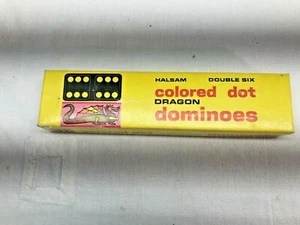 HALSAM DOUBLE SIX
colored dot
DRAGON
dominoes